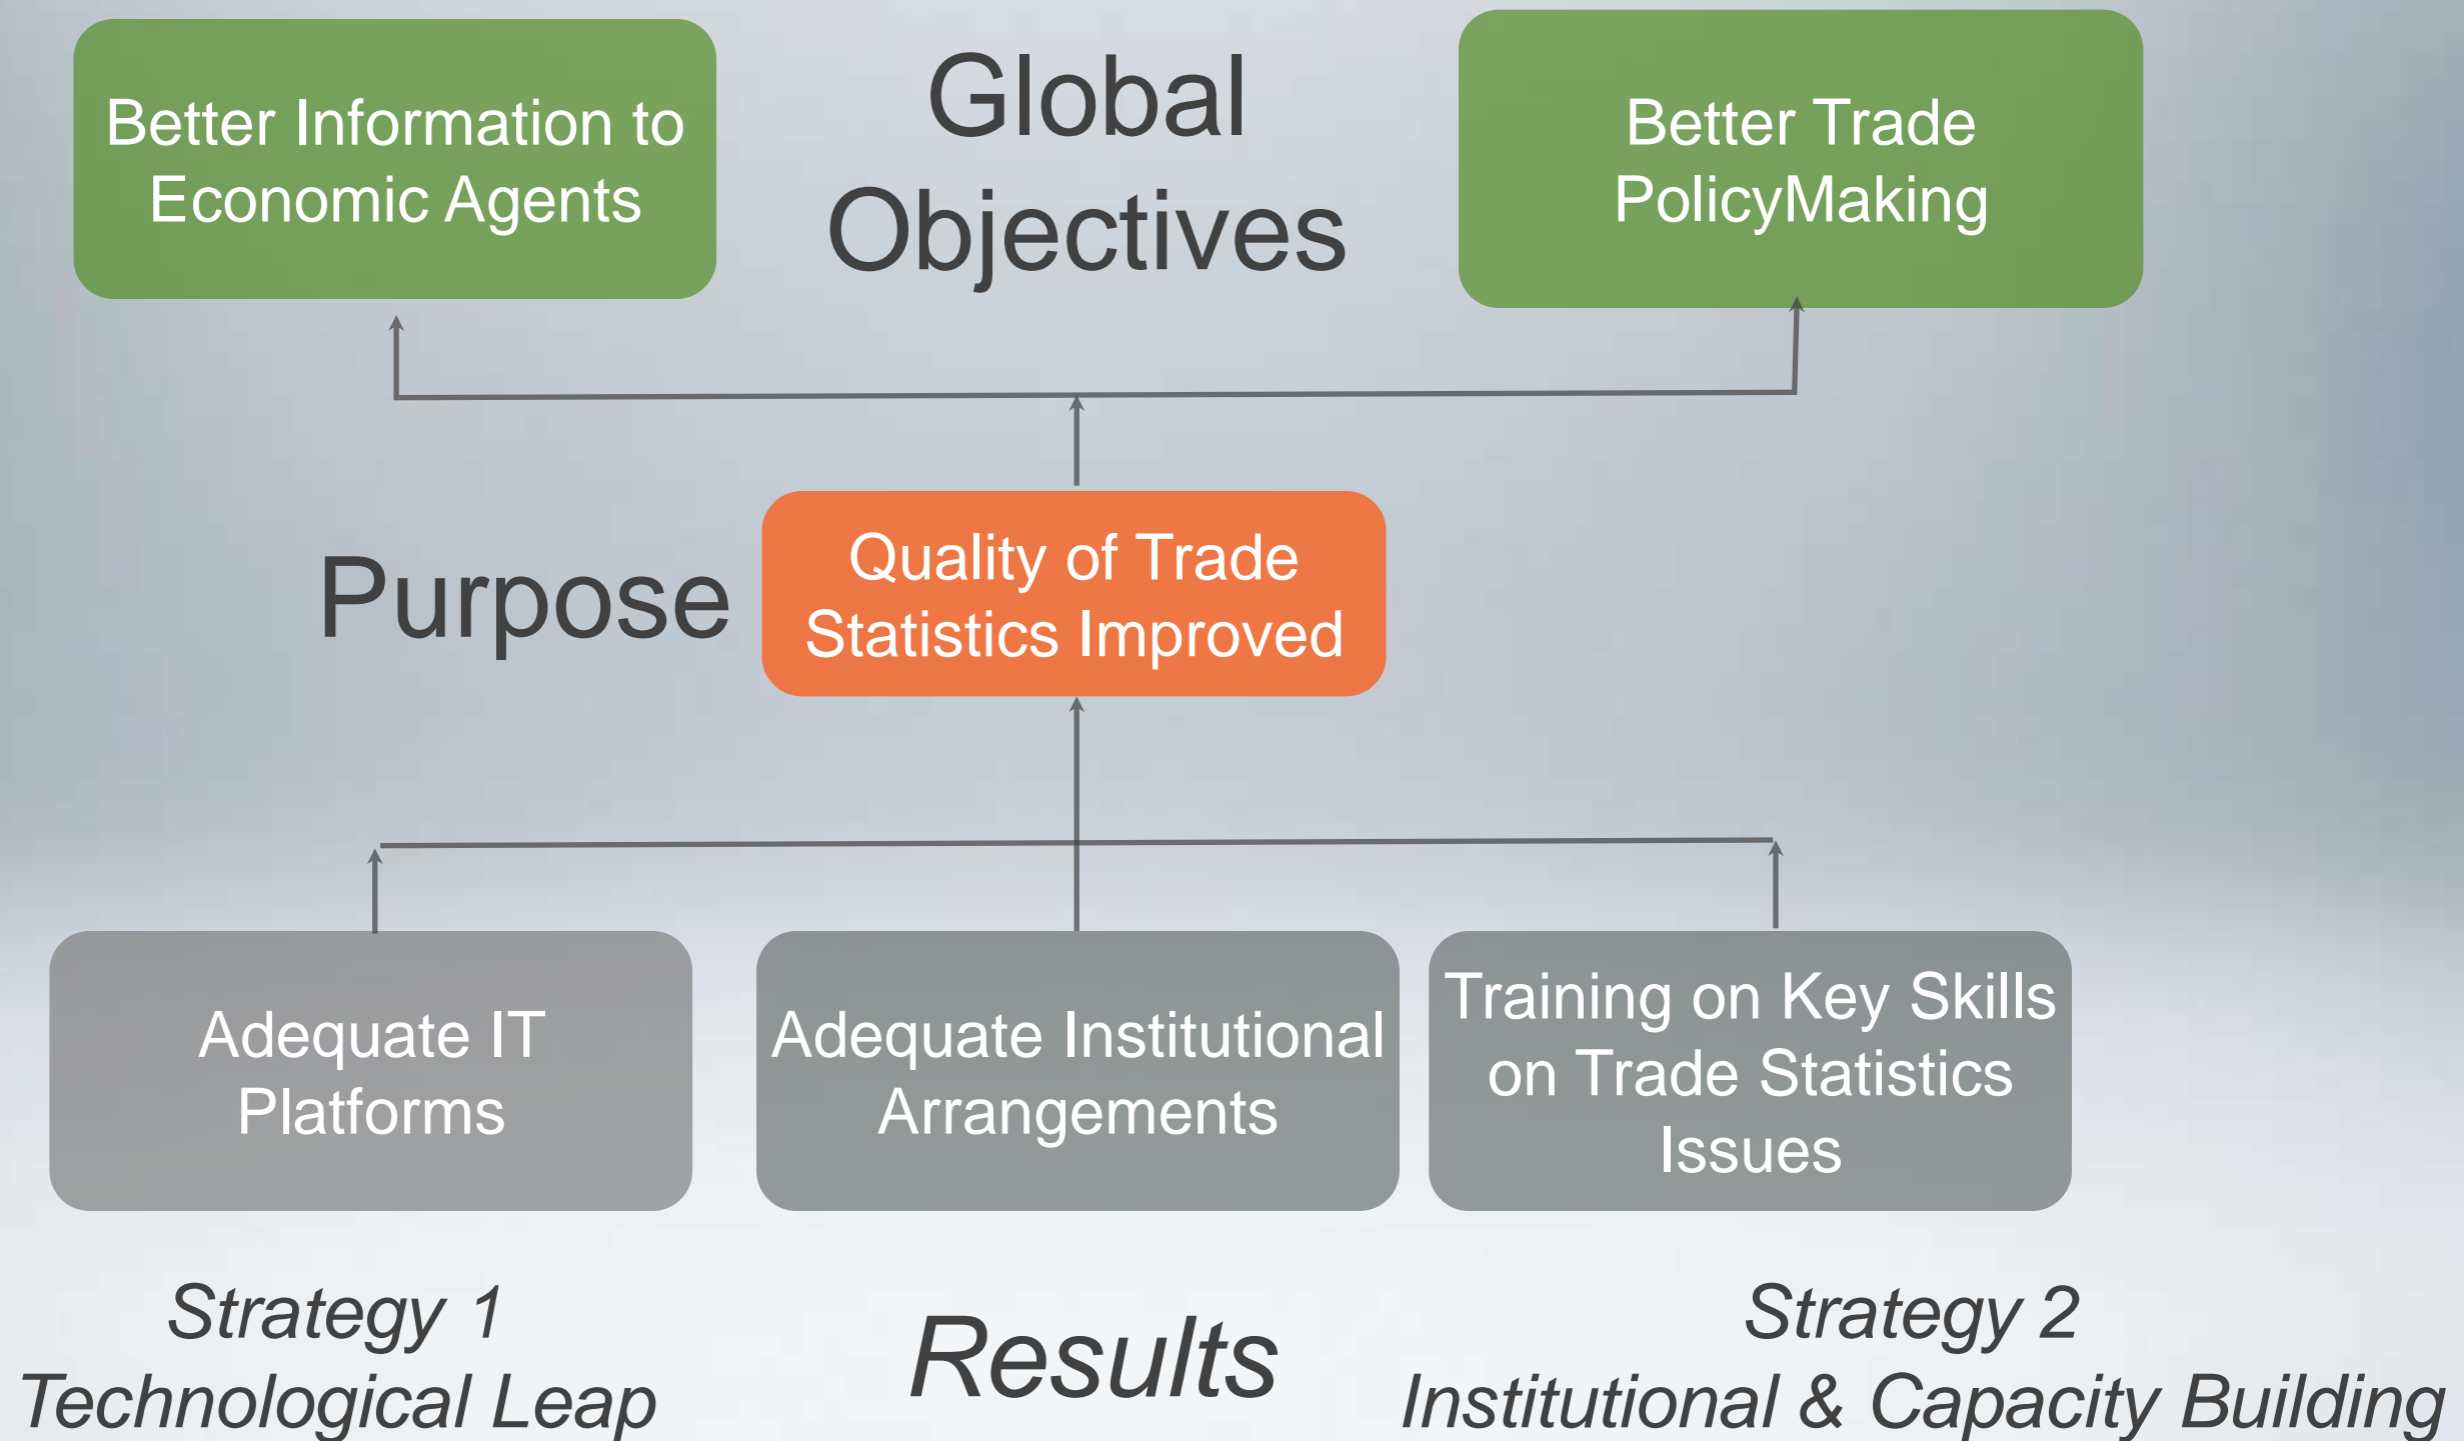 Better Information to
Economic Agents
Global
Objectives
Better Trade
PolicyMaking
Purpose
Quality of Trade
Statistics Improved
Adequate IT
Platforms
Adequate Institutional
Arrangements
Training on Key Skills
on Trade Statistics
Issues
Strategy 1
Technological Leap
Results
Strategy 2
Institutional & Capacity Building